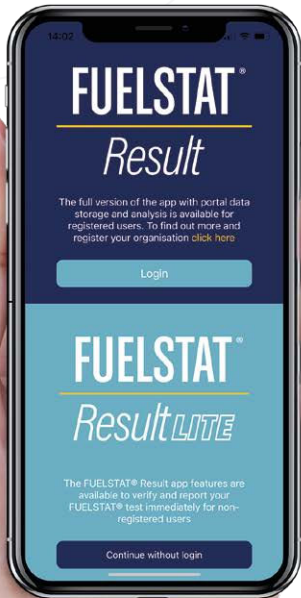 14:02
FUELSTAT®
Result
The full version of the app with portal data
storage and analysis is available for
registered users. To find out more and
register your organisation click here
Login
FUELSTAT®
Result LITE
The FUELSTAT® Result app features are
available to verify and report your
FUELSTAT® test immediately for non-
registered users
Continue without login